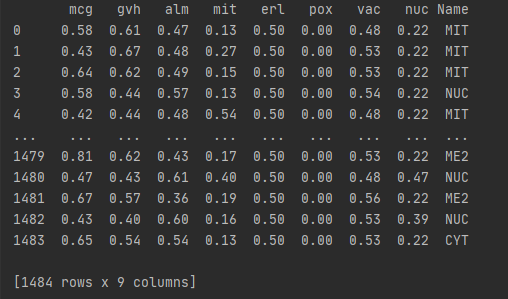 mcg gvh alm mit erl pox vac nuc Name
0 0.58 0.61 0.47 0.13 0.50 0.00 0.48 0.22 MIT
1 0.43 0.67 0.48 0.27 0.50 0.00 0.53 0.22 MIT
2 0.64 0.62 0.49 0.15 0.50 0.00 0.53 0.22 MIT
3 0.58 0.44 0.57 0.13 0.50 0.00 0.54 0.22 NUC
4 0.42 0.44 0.48 0.54 0.50 0.00 0.48 0.22 MIT
... ... ... ... ... ... ... ... ... ...
1479 0.81 0.62 0.43 0.17 0.50 0.00 0.53 0.22 ME2
1480 0.47 0.43 0.61 0.40 0.50 0.00 0.48 0.47 NUC
1481 0.67 0.57 0.36 0.19 0.50 0.00 0.56 0.22 ME2
1482 0.43 0.40 0.60 0.16 0.50 0.00 0.53 0.39 NUC
1483 0.65 0.54 0.54 0.13 0.50 0.00 0.53 0.22 CYT
[1484 rows x 9 columns]